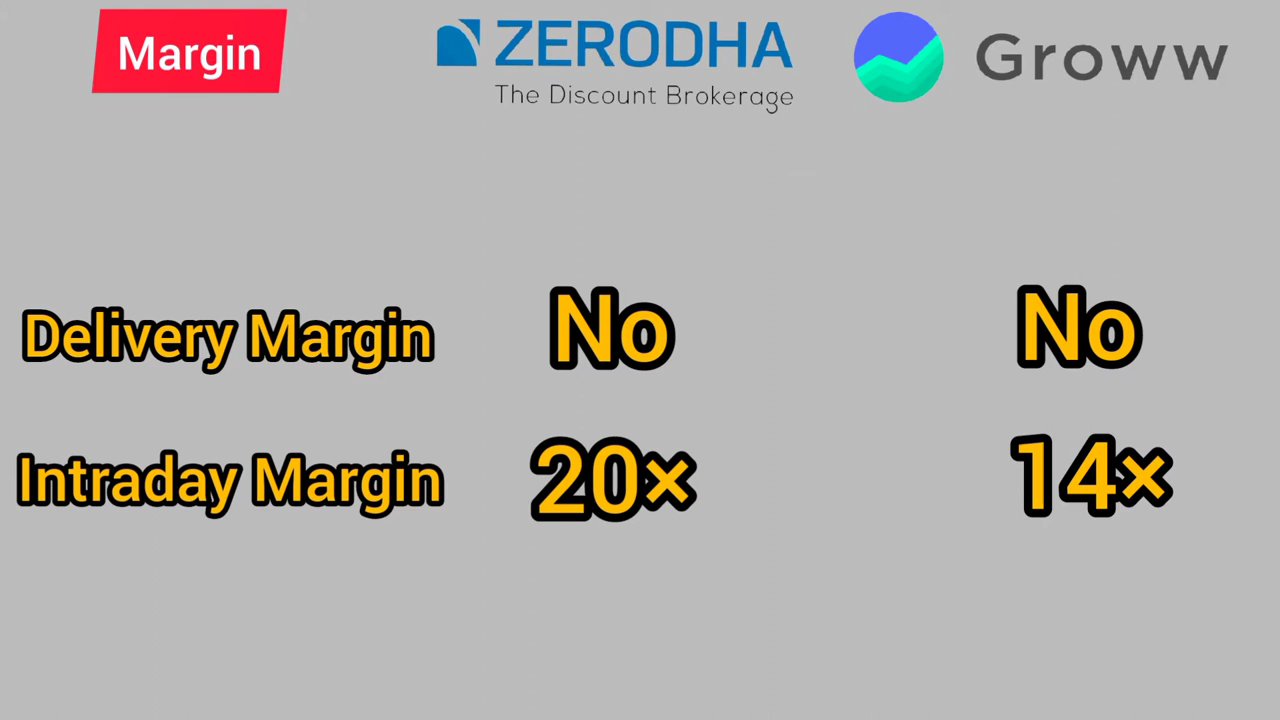 Margin ZERODHA Groww
The Discount Brokerage
Delivery Margin No No
Intraday Margin 20× 14×